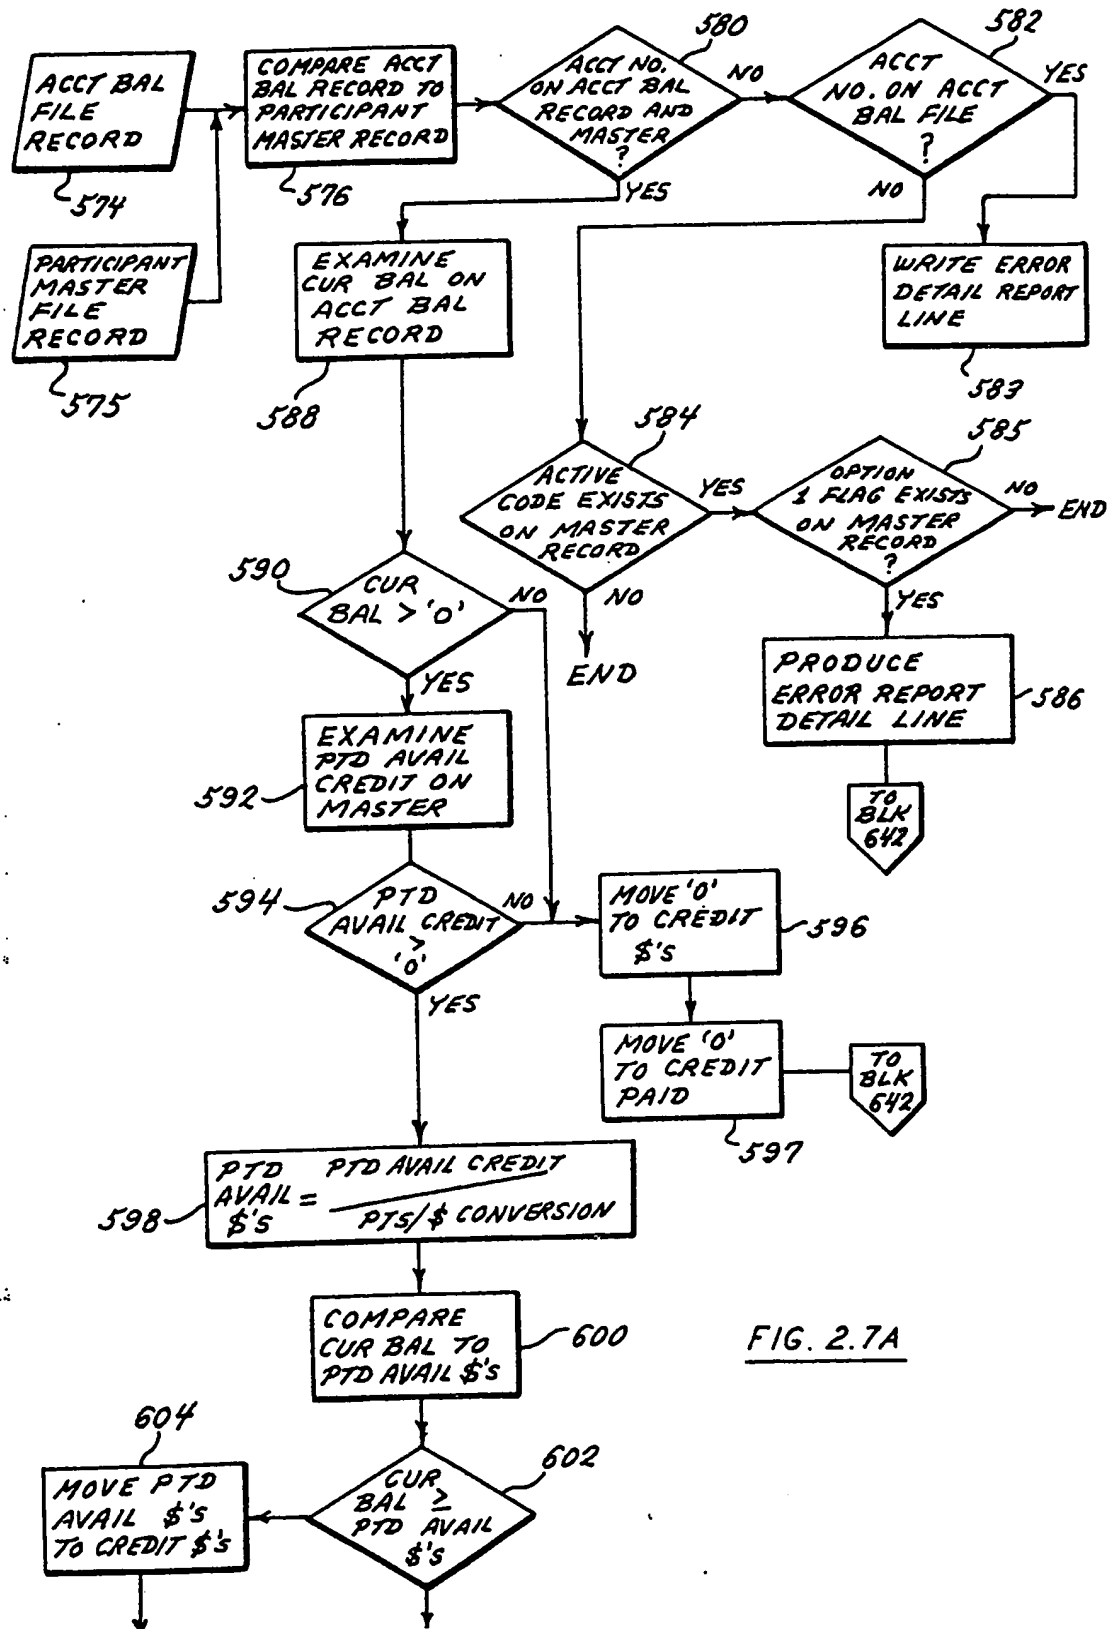 ACCT BAL
FILE
RECORD
574
PARTICIPANT
MASTER
FILE
RECORD
575
COMPARE ACCT
BAL RECORD TO
PARTICIPANT
MASTER RECORD
576
ACCT NO.
ON ACCT BAL
RECORD AND
MASTER
?
580
NO
YES
ACCT
NO. ON ACCT
BAL FILE
?
582
YES
NO
WRITE ERROR
DETAIL REPORT
LINE
583
EXAMINE
CUR BAL ON
ACCT BAL
RECORD
588
ACTIVE
CODE EXISTS
ON MASTER
RECORD
584
YES
NO
END
OPTION
1 FLAG EXISTS
ON MASTER
RECORD
?
585
NO
END
YES
PRODUCE
ERROR REPORT
DETAIL LINE
586
TO
BLK
642
590
CUR
BAL > '0'
NO
YES
EXAMINE
PTD AVAIL
CREDIT ON
MASTER
592
594
PTD
AVAIL CREDIT
>
'0'
NO
YES
MOVE '0'
TO CREDIT
$'S
596
MOVE '0'
TO CREDIT
PAID
597
TO
BLK
642
598
PTD
AVAIL
$'S
=
PTD AVAIL CREDIT
PTS/$ CONVERSION
COMPARE
CUR BAL TO
PTD AVAIL $'S
600
FIG. 2.7A
604
MOVE PTD
AVAIL $'S
TO CREDIT $'S
602
CUR
BAL ≥
PTD AVAIL
$'S